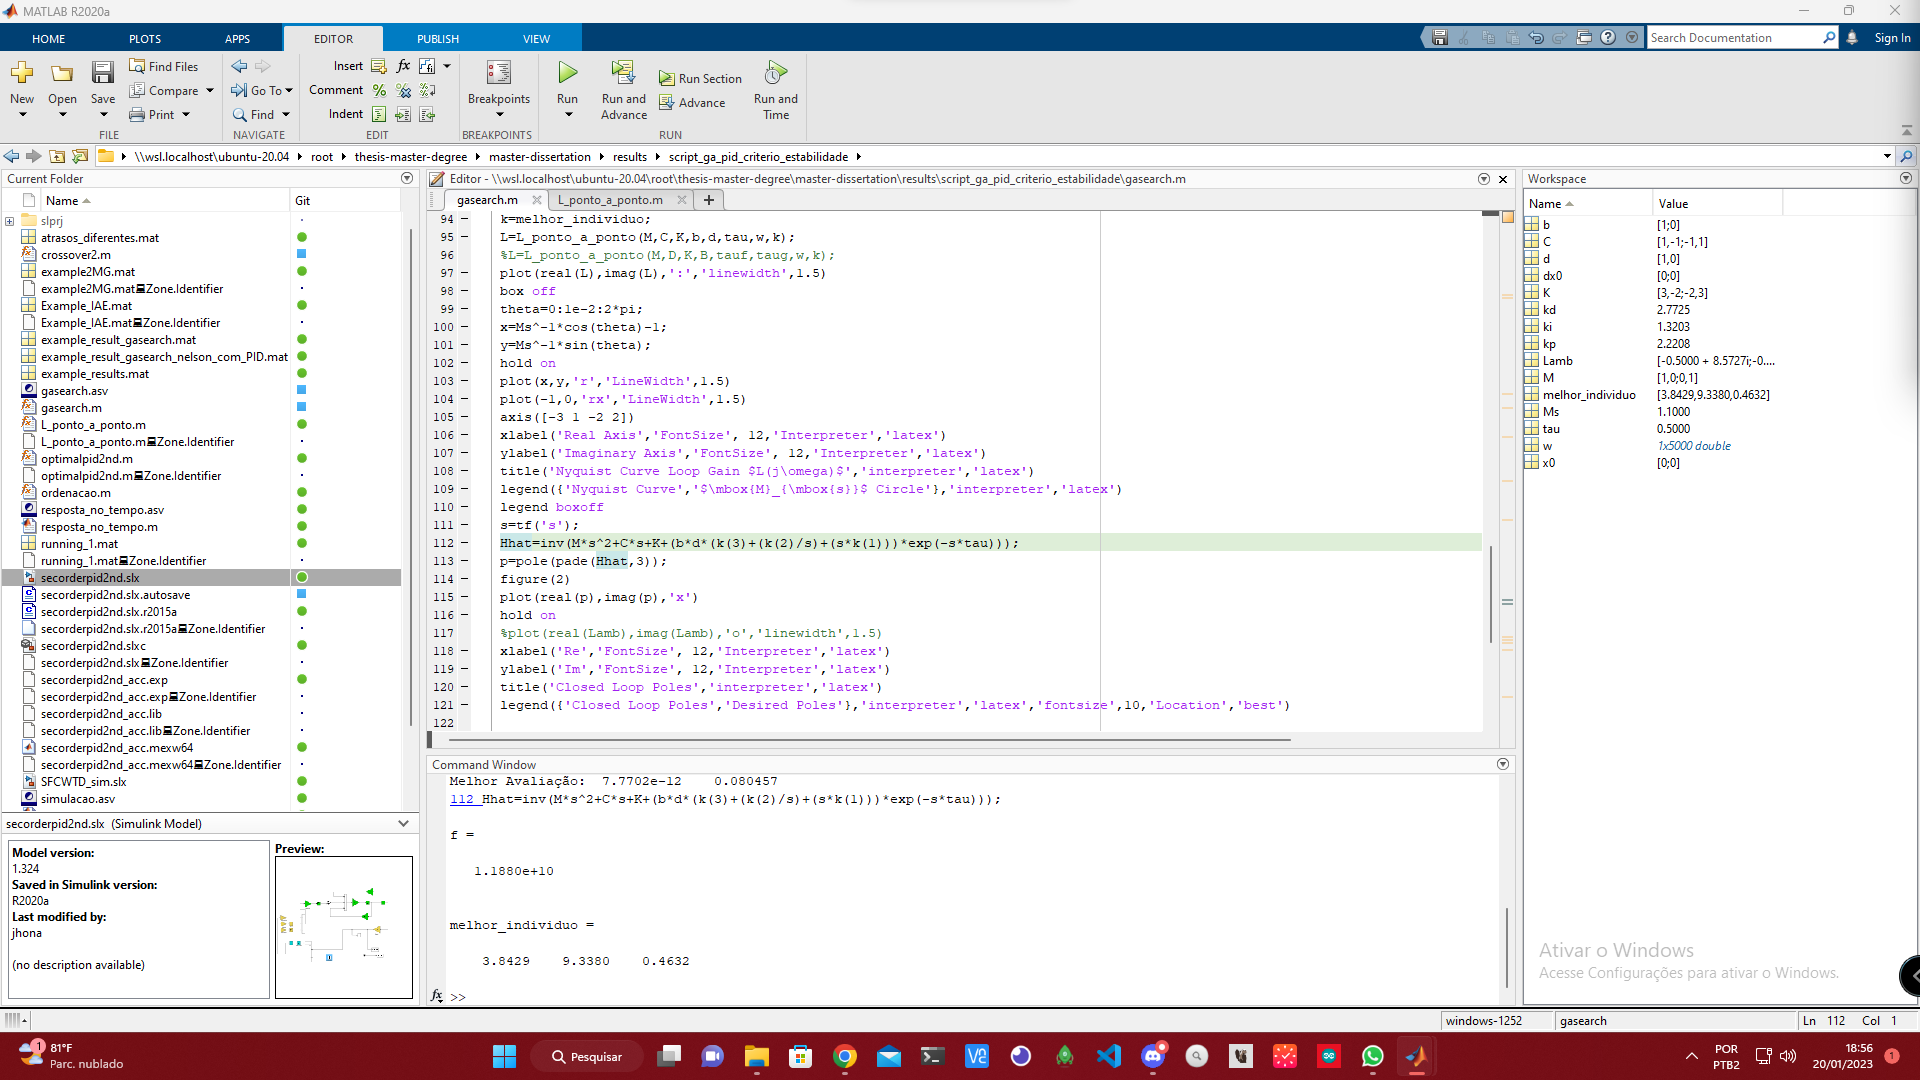 MATLAB R2020a
HOME PLOTS APPS EDITOR PUBLISH VIEW
Search Documentation Sign In
New Open Save Find Files Compare Print
FILE
Go To Find
NAVIGATE
Insert fx
Comment
Indent
EDIT
Breakpoints
BREAKPOINTS
Run Run and Advance Run Section Advance Run and Time
RUN
\\wsl.localhost\ubuntu-20.04 root thesis-master-degree master-dissertation results script_ga_pid_criterio_estabilidade
Current Folder
Name Git
slprj
atrasos_diferentes.mat
crossover2.m
example2MG.mat
example2MG.mat:Zone.Identifier
Example_IAE.mat
Example_IAE.mat:Zone.Identifier
example_result_gasearch.mat
example_result_gasearch_nelson_com_PID.mat
example_results.mat
gasearch.asv
gasearch.m
L_ponto_a_ponto.m
L_ponto_a_ponto.m:Zone.Identifier
optimalpid2nd.m
optimalpid2nd.m:Zone.Identifier
ordenacao.m
resposta_no_tempo.asv
resposta_no_tempo.m
running_1.mat
running_1.mat:Zone.Identifier
secorderpid2nd.slx
secorderpid2nd.slx.autosave
secorderpid2nd.slx.r2015a
secorderpid2nd.slx.r2015a:Zone.Identifier
secorderpid2nd.slxc
secorderpid2nd.slx:Zone.Identifier
secorderpid2nd_acc.exp
secorderpid2nd_acc.exp:Zone.Identifier
secorderpid2nd_acc.lib
secorderpid2nd_acc.lib:Zone.Identifier
secorderpid2nd_acc.mexw64
secorderpid2nd_acc.mexw64:Zone.Identifier
SFCWTD_sim.slx
simulacao.asv
secorderpid2nd.slx (Simulink Model)
Model version:
1.324
Saved in Simulink version:
R2020a
Last modified by:
jhona
(no description available)
Preview:
Editor - \\wsl.localhost\ubuntu-20.04\root\thesis-master-degree\master-dissertation\results\script_ga_pid_criterio_estabilidade\gasearch.m
gasearch.m L_ponto_a_ponto.m
94 – k=melhor_individuo;
95 – L=L_ponto_a_ponto(M,C,K,b,d,tau,w,k);
96 %L=L_ponto_a_ponto(M,D,K,B,tauf,taug,w,k);
97 – plot(real(L),imag(L),':','linewidth',1.5)
98 – box off
99 – theta=0:1e-2:2*pi;
100 – x=Ms^-1*cos(theta)-1;
101 – y=Ms^-1*sin(theta);
102 – hold on
103 – plot(x,y,'r','LineWidth',1.5)
104 – plot(-1,0,'rx','LineWidth',1.5)
105 – axis([-3 1 -2 2])
106 – xlabel('Real Axis','FontSize', 12,'Interpreter','latex')
107 – ylabel('Imaginary Axis','FontSize', 12,'Interpreter','latex')
108 – title('Nyquist Curve Loop Gain $L(j\omega)$','interpreter','latex')
109 – legend({'Nyquist Curve','$\mbox{M}_{\mbox{s}}$ Circle'},'interpreter','latex')
110 – legend boxoff
111 – s=tf('s');
112 – Hhat=inv(M*s^2+C*s+K+(b*d*(k(3)+(k(2)/s)+(s*k(1)))*exp(-s*tau)));
113 – p=pole(pade(Hhat,3));
114 – figure(2)
115 – plot(real(p),imag(p),'x')
116 – hold on
117 %plot(real(Lamb),imag(Lamb),'o','linewidth',1.5)
118 – xlabel('Re','FontSize', 12,'Interpreter','latex')
119 – ylabel('Im','FontSize', 12,'Interpreter','latex')
120 – title('Closed Loop Poles','interpreter','latex')
121 – legend({'Closed Loop Poles','Desired Poles'},'interpreter','latex','fontsize',10,'Location','best')
122
Command Window
Melhor Avaliação: 7.7702e-12 0.080457
112 Hhat=inv(M*s^2+C*s+K+(b*d*(k(3)+(k(2)/s)+(s*k(1)))*exp(-s*tau)));
f =
1.1880e+10
melhor_individuo =
3.8429 9.3380 0.4632
fx >>
Workspace
Name Value
b [1;0]
C [1,-1;-1,1]
d [1,0]
dx0 [0;0]
K [3,-2;-2,3]
kd 2.7725
ki 1.3203
kp 2.2208
Lamb [-0.5000 + 8.5727i;-0....
M [1,0;0,1]
melhor_individuo [3.8429,9.3380,0.4632]
Ms 1.1000
tau 0.5000
w 1x5000 double
x0 [0;0]
Ativar o Windows
Acesse Configurações para ativar o Windows.
windows-1252 gasearch Ln 112 Col 1
1 81°F
Parc. nublado
Pesquisar
POR
PTB2
18:56
20/01/2023
1